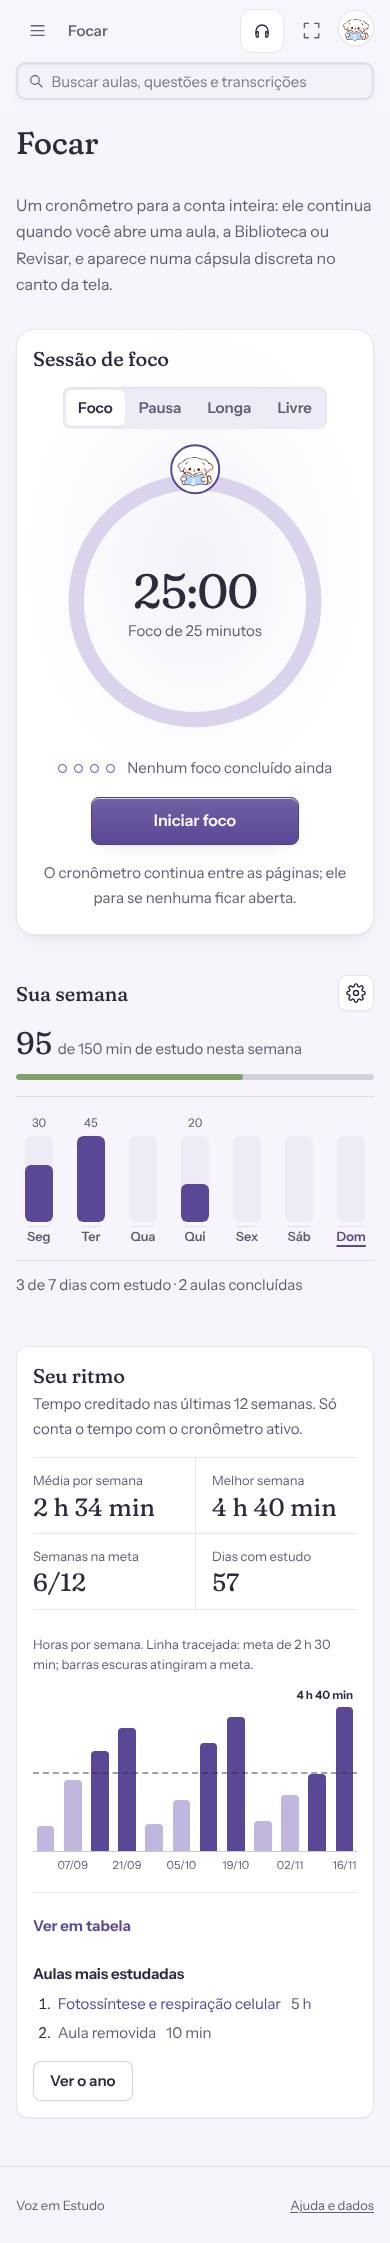 Focar
Buscar aulas, questões e transcrições
Focar
Um cronômetro para a conta inteira: ele continua
quando você abre uma aula, a Biblioteca ou
Revisar, e aparece numa cápsula discreta no
canto da tela.
Sessão de foco
Foco Pausa Longa Livre
25:00
Foco de 25 minutos
Nenhum foco concluído ainda
Iniciar foco
O cronômetro continua entre as páginas; ele
para se nenhuma ficar aberta.
Sua semana
95 de 150 min de estudo nesta semana
30 45 20
Seg Ter Qua Qui Sex Sáb Dom
3 de 7 dias com estudo · 2 aulas concluídas
Seu ritmo
Tempo creditado nas últimas 12 semanas. Só
conta o tempo com o cronômetro ativo.
Média por semana Melhor semana
2 h 34 min 4 h 40 min
Semanas na meta Dias com estudo
6/12 57
Horas por semana. Linha tracejada: meta de 2 h 30
min; barras escuras atingiram a meta.
4 h 40 min
07/09 21/09 05/10 19/10 02/11 16/11
Ver em tabela
Aulas mais estudadas
1. Fotossíntese e respiração celular 5 h
2. Aula removida 10 min
Ver o ano
Voz em Estudo Ajuda e dados